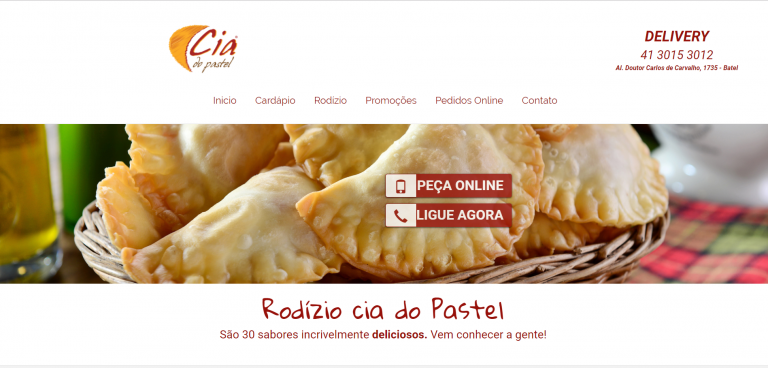 Cia
do pastel
DELIVERY
41 3015 3012
Al. Doutor Carlos de Carvalho, 1735 - Batel
Inicio Cardápio Rodízio Promoções Pedidos Online Contato
PEÇA ONLINE
LIGUE AGORA
Rodízio cia do Pastel
São 30 sabores incrivelmente deliciosos. Vem conhecer a gente!